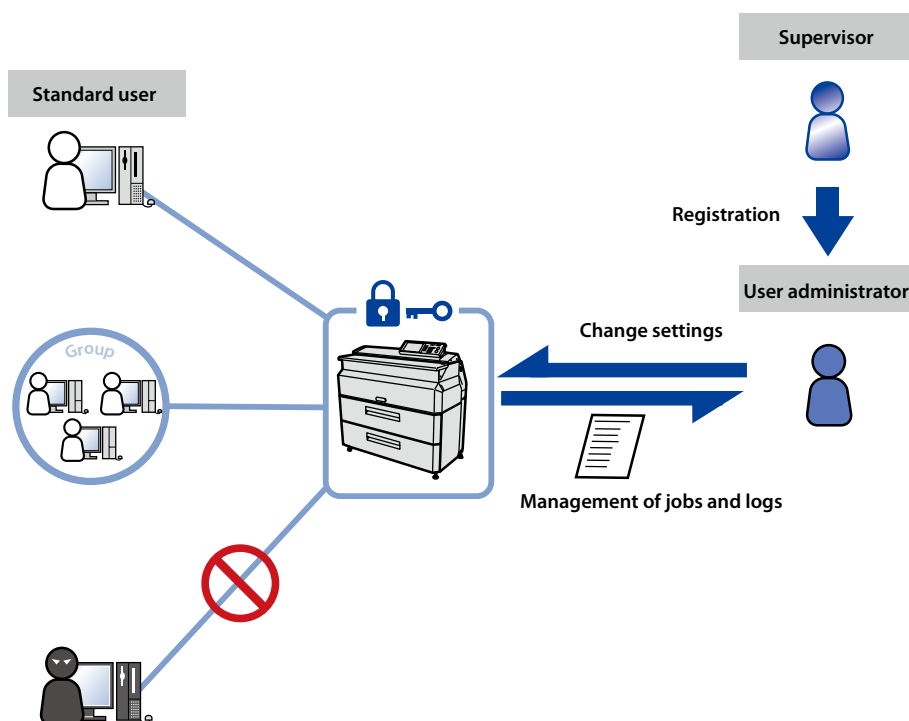 Supervisor
Standard user
Registration
User administrator
Change settings
Group
Management of jobs and logs